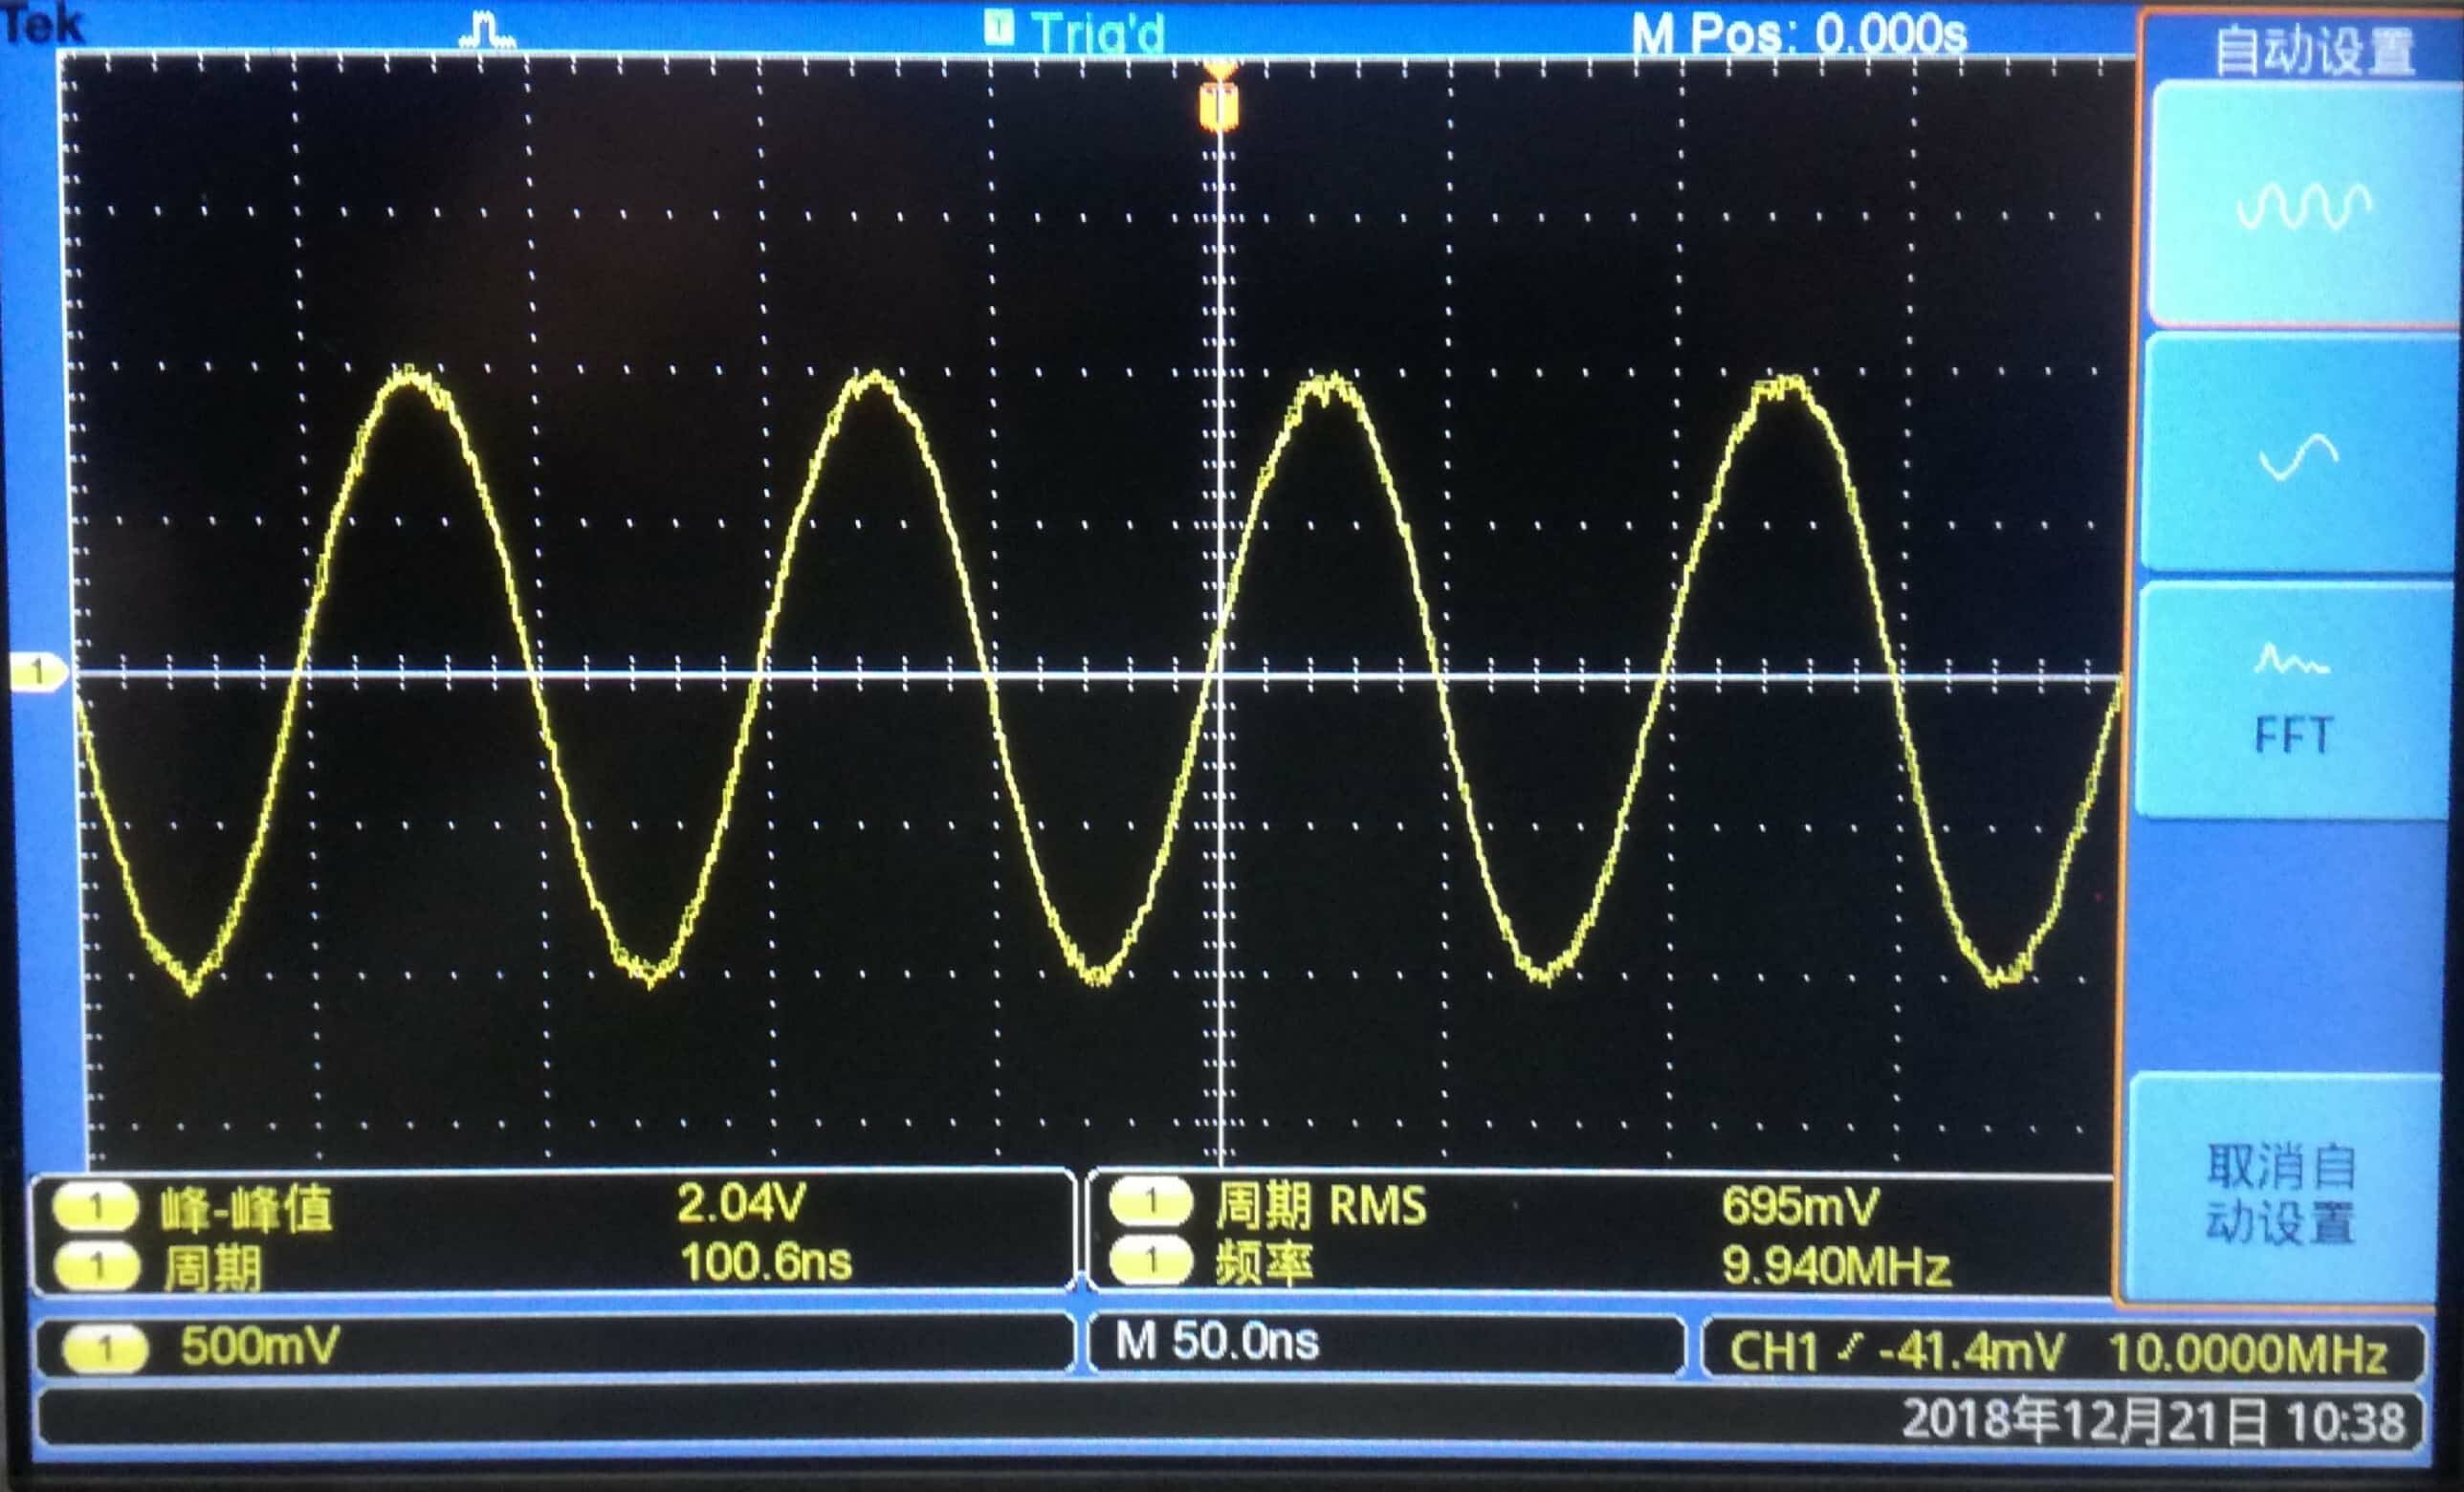 Tek T Trig'd M Pos: 0.000s
自动设置
T
1
FFT
取消自
动设置
1 峰-峰值 2.04V
1 周期 100.6ns
1 周期 RMS 695mV
1 频率 9.940MHz
1 500mV
M 50.0ns
CH1 -41.4mV 10.0000MHz
2018年12月21日 10:38